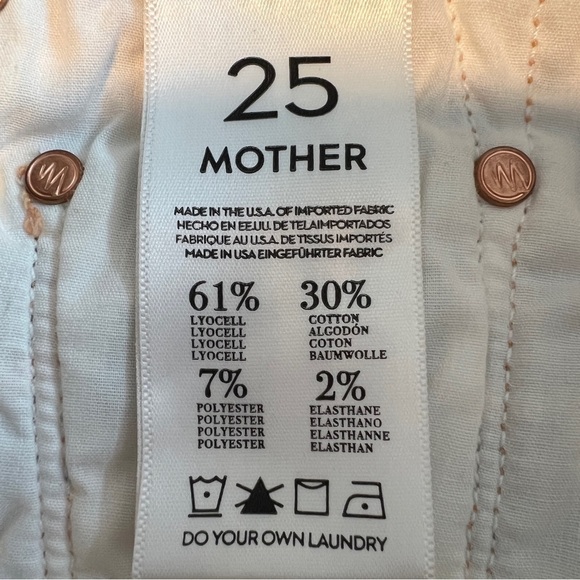 25
MOTHER
MADE IN THE U.S.A. OF IMPORTED FABRIC
HECHO EN EE.UU. DE TELAIMPORTADOS
FABRIQUE AU U.S.A. DE TISSUS IMPORTÉS
MADE IN USA EINGEFÜHRTER FABRIC
61% 30%
LYOCELL COTTON
LYOCELL ALGODÓN
LYOCELL COTON
LYOCELL BAUMWOLLE
7% 2%
POLYESTER ELASTHANE
POLYESTER ELASTHANO
POLYESTER ELASTHANNE
POLYESTER ELASTHAN
DO YOUR OWN LAUNDRY